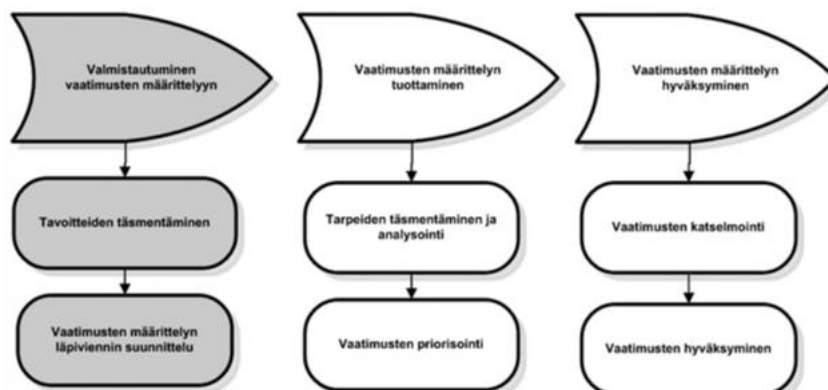 Valmistautuminen
vaatimusten määrittelyyn
Vaatimusten määrittelyn
tuottaminen
Vaatimusten määrittelyn
hyväksyminen
Tavoitteiden täsmentäminen
Tarpeiden täsmentäminen ja
analysointi
Vaatimusten katselmointi
Vaatimusten määrittelyn
läpiviennin suunnittelu
Vaatimusten priorisointi
Vaatimusten hyväksyminen